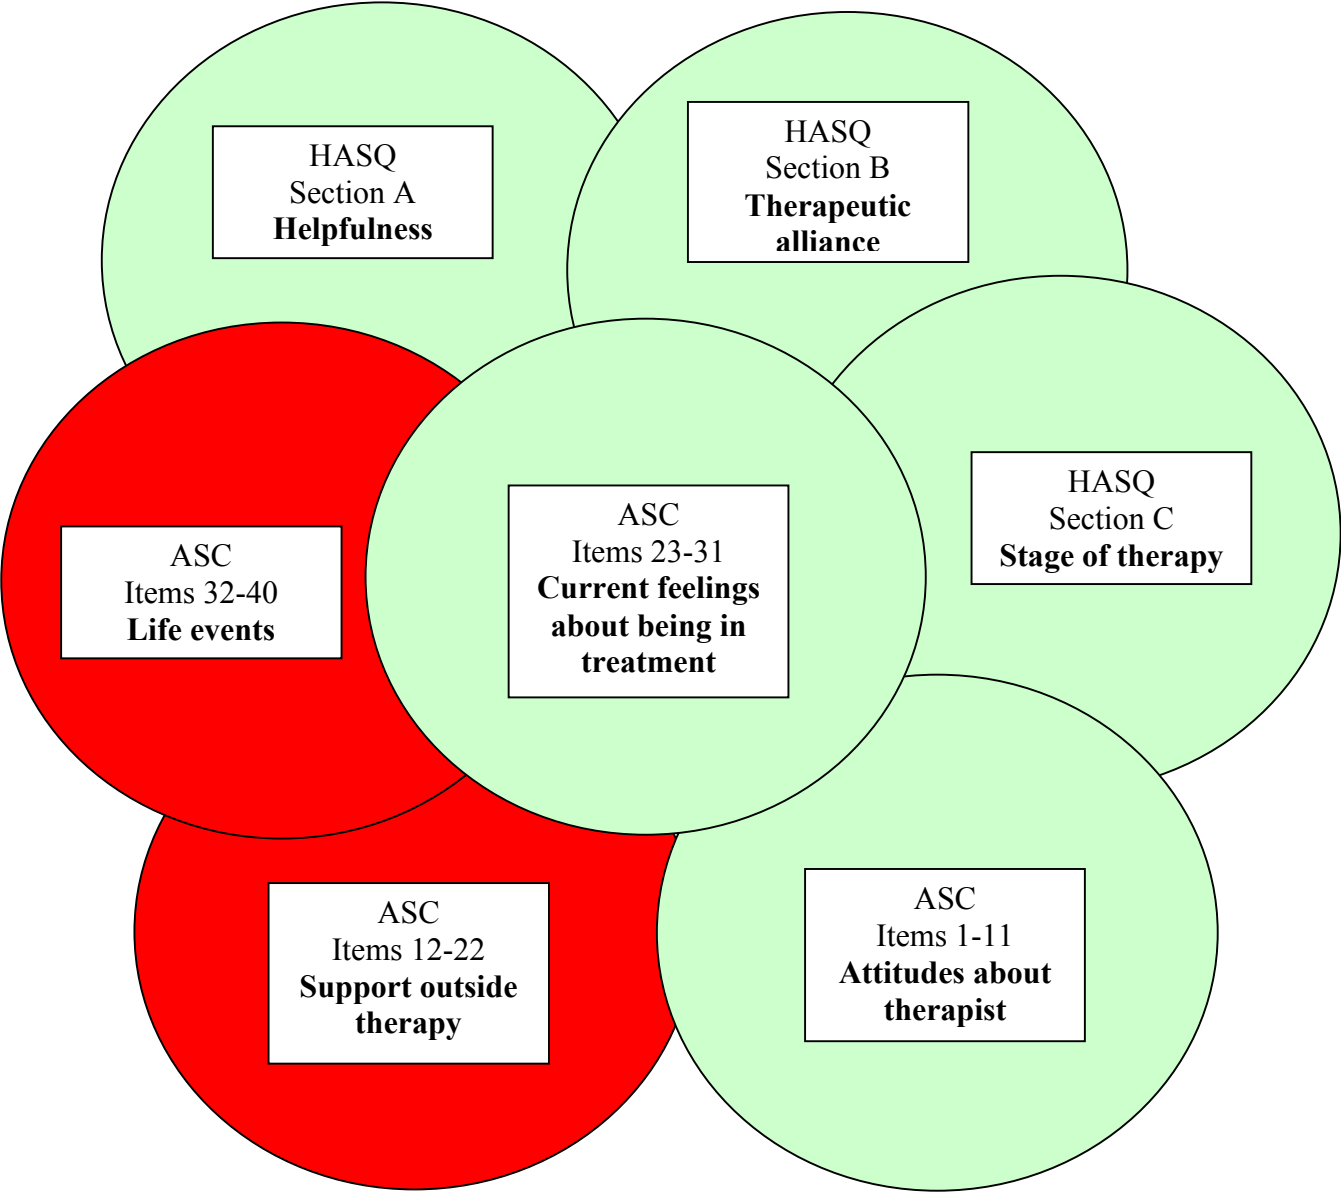 HASQ
Section A
Helpfulness
HASQ
Section B
Therapeutic
alliance
HASQ
Section C
Stage of therapy
ASC
Items 32-40
Life events
ASC
Items 23-31
Current feelings
about being in
treatment
ASC
Items 12-22
Support outside
therapy
ASC
Items 1-11
Attitudes about
therapist